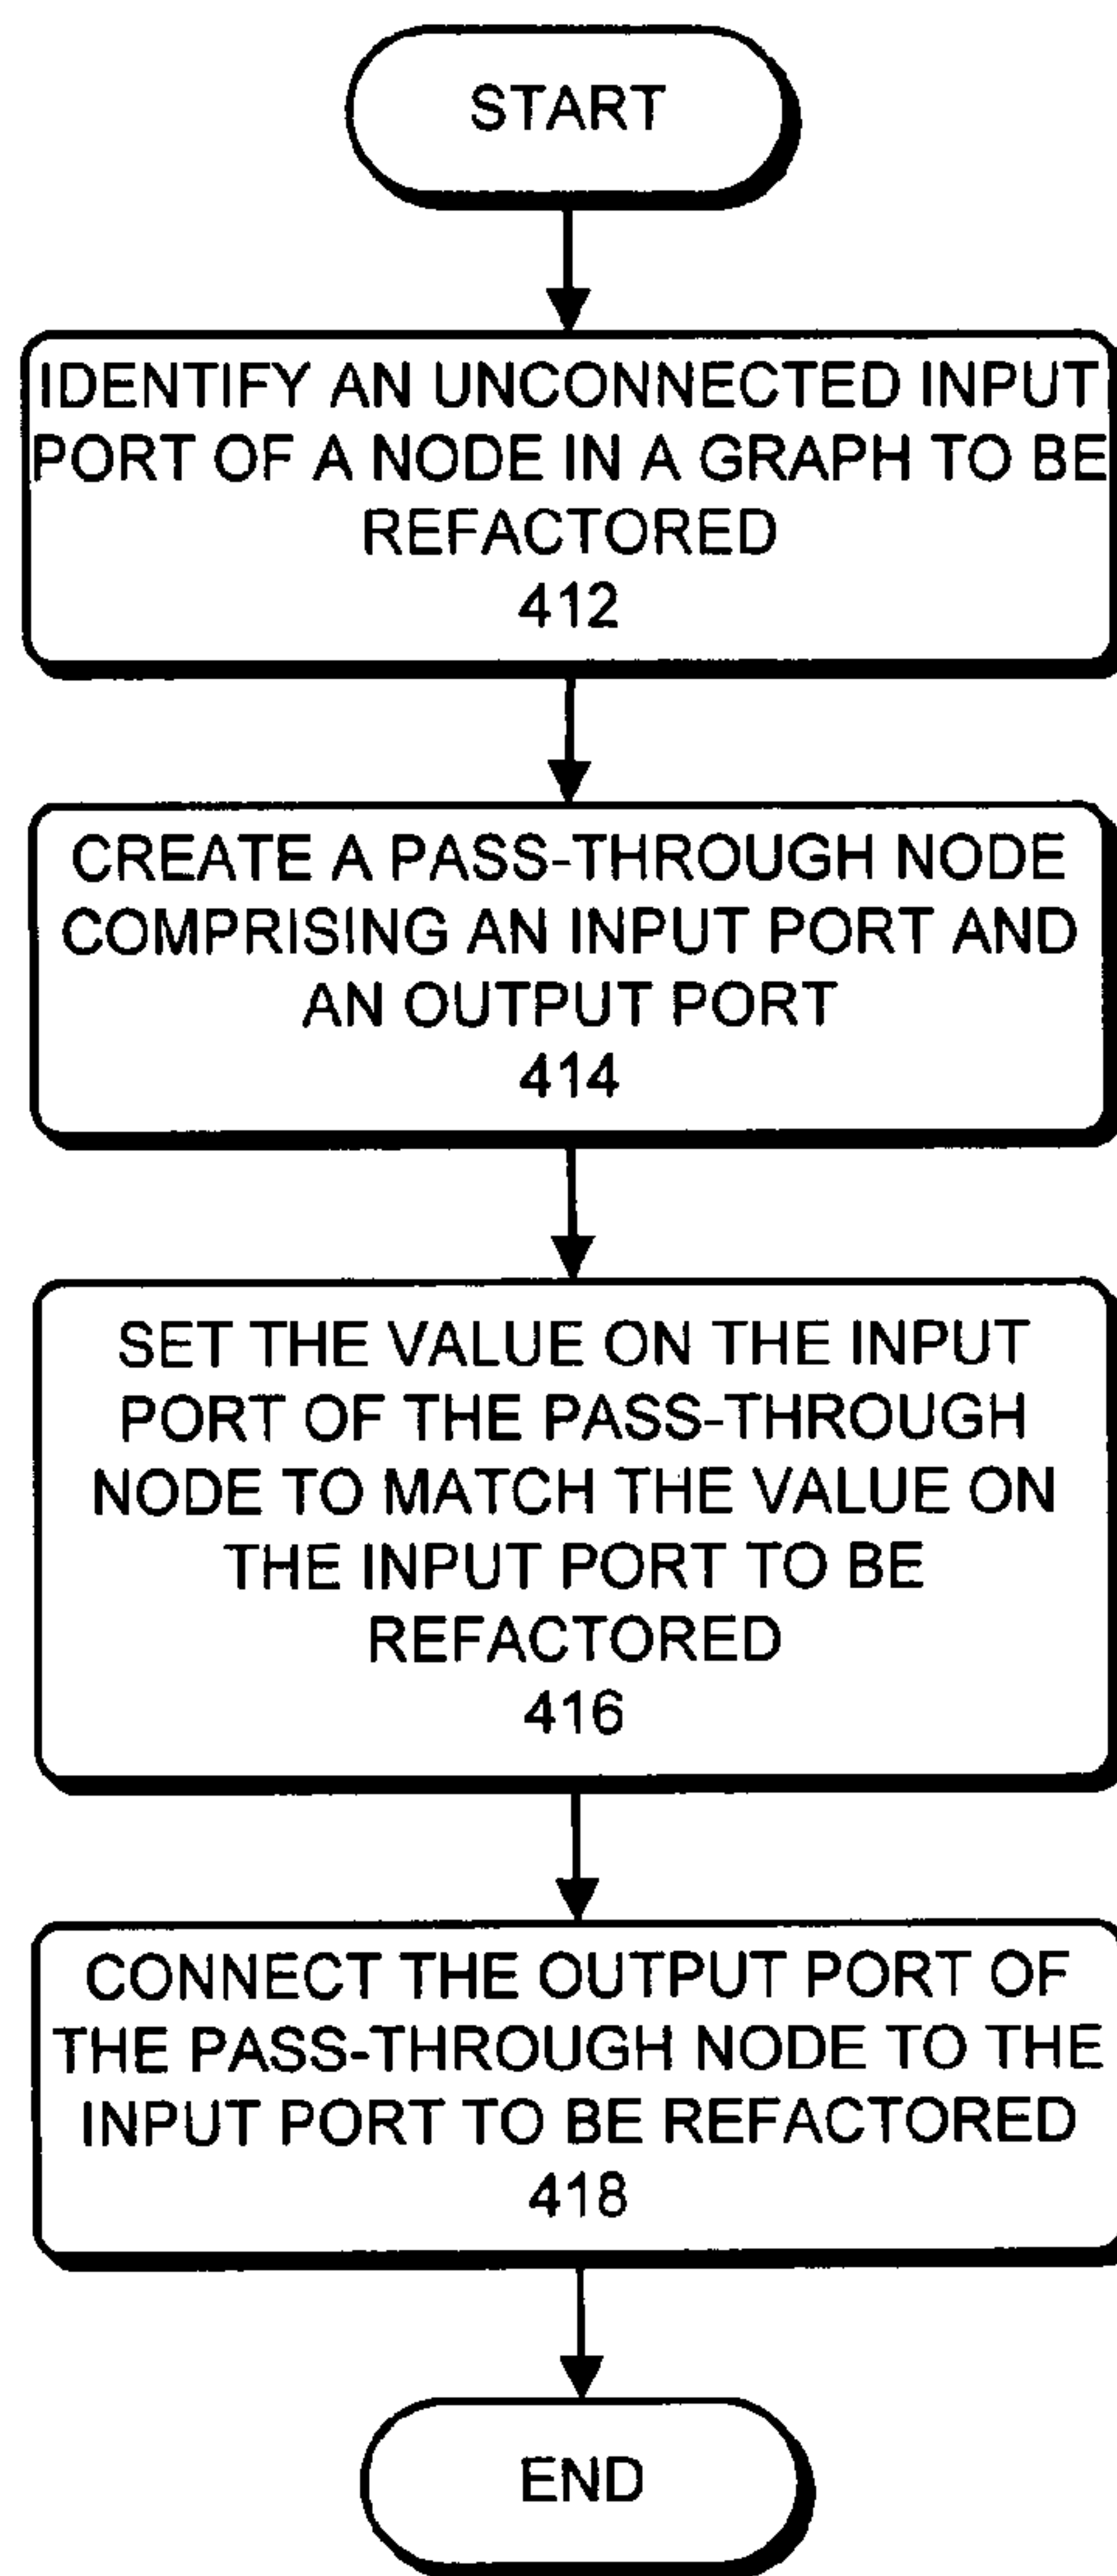 START
IDENTIFY AN UNCONNECTED INPUT
PORT OF A NODE IN A GRAPH TO BE
REFACTORED
412
CREATE A PASS-THROUGH NODE
COMPRISING AN INPUT PORT AND
AN OUTPUT PORT
414
SET THE VALUE ON THE INPUT
PORT OF THE PASS-THROUGH
NODE TO MATCH THE VALUE ON
THE INPUT PORT TO BE
REFACTORED
416
CONNECT THE OUTPUT PORT OF
THE PASS-THROUGH NODE TO THE
INPUT PORT TO BE REFACTORED
418
END